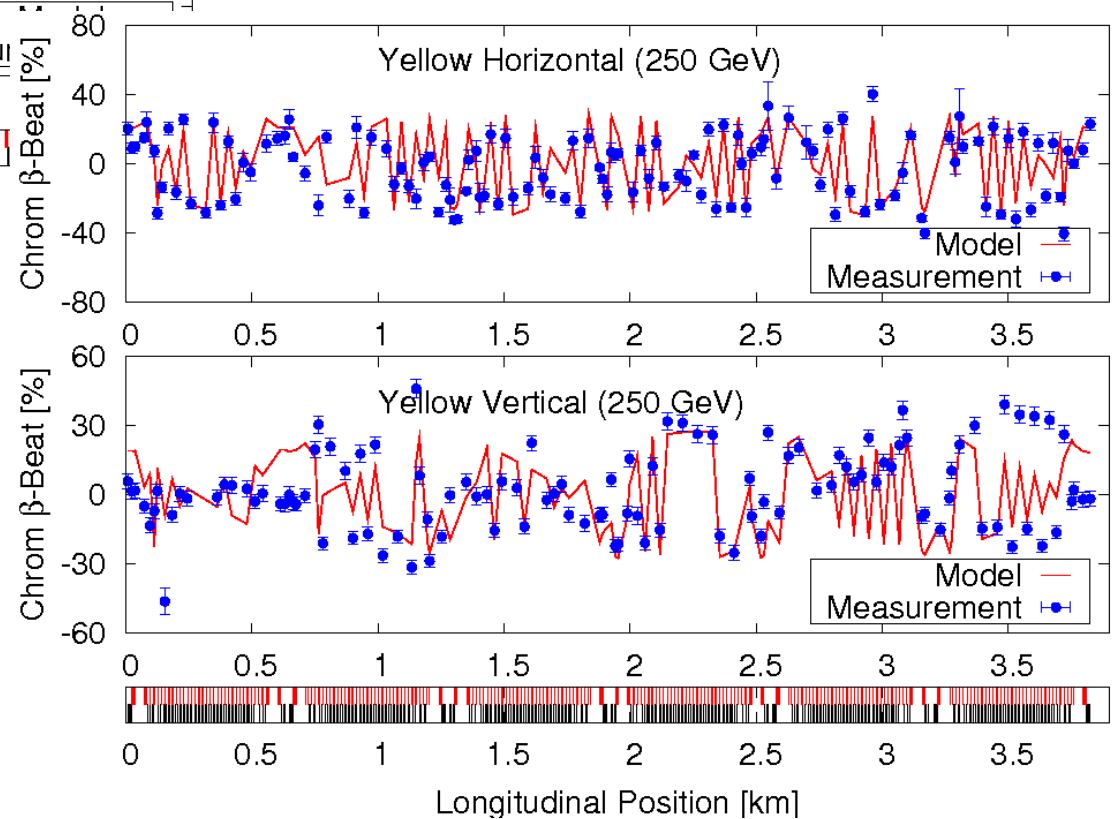 80
40
0
-40
-80
Chrom β-Beat [%]
Yellow Horizontal (250 GeV)
Model
Measurement
0 0.5 1 1.5 2 2.5 3 3.5
60
30
0
-30
-60
Chrom β-Beat [%]
Yellow Vertical (250 GeV)
Model
Measurement
0 0.5 1 1.5 2 2.5 3 3.5
0 0.5 1 1.5 2 2.5 3 3.5
Longitudinal Position [km]